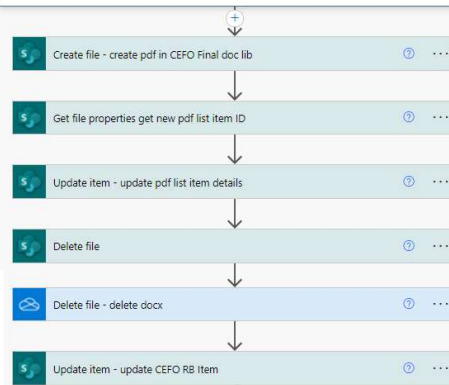 Create file - create pdf in CEFO Final doc lib
Get file properties get new pdf list item ID
Update item - update pdf list item details
Delete file
Delete file - delete docx
Update item - update CEFO RB Item